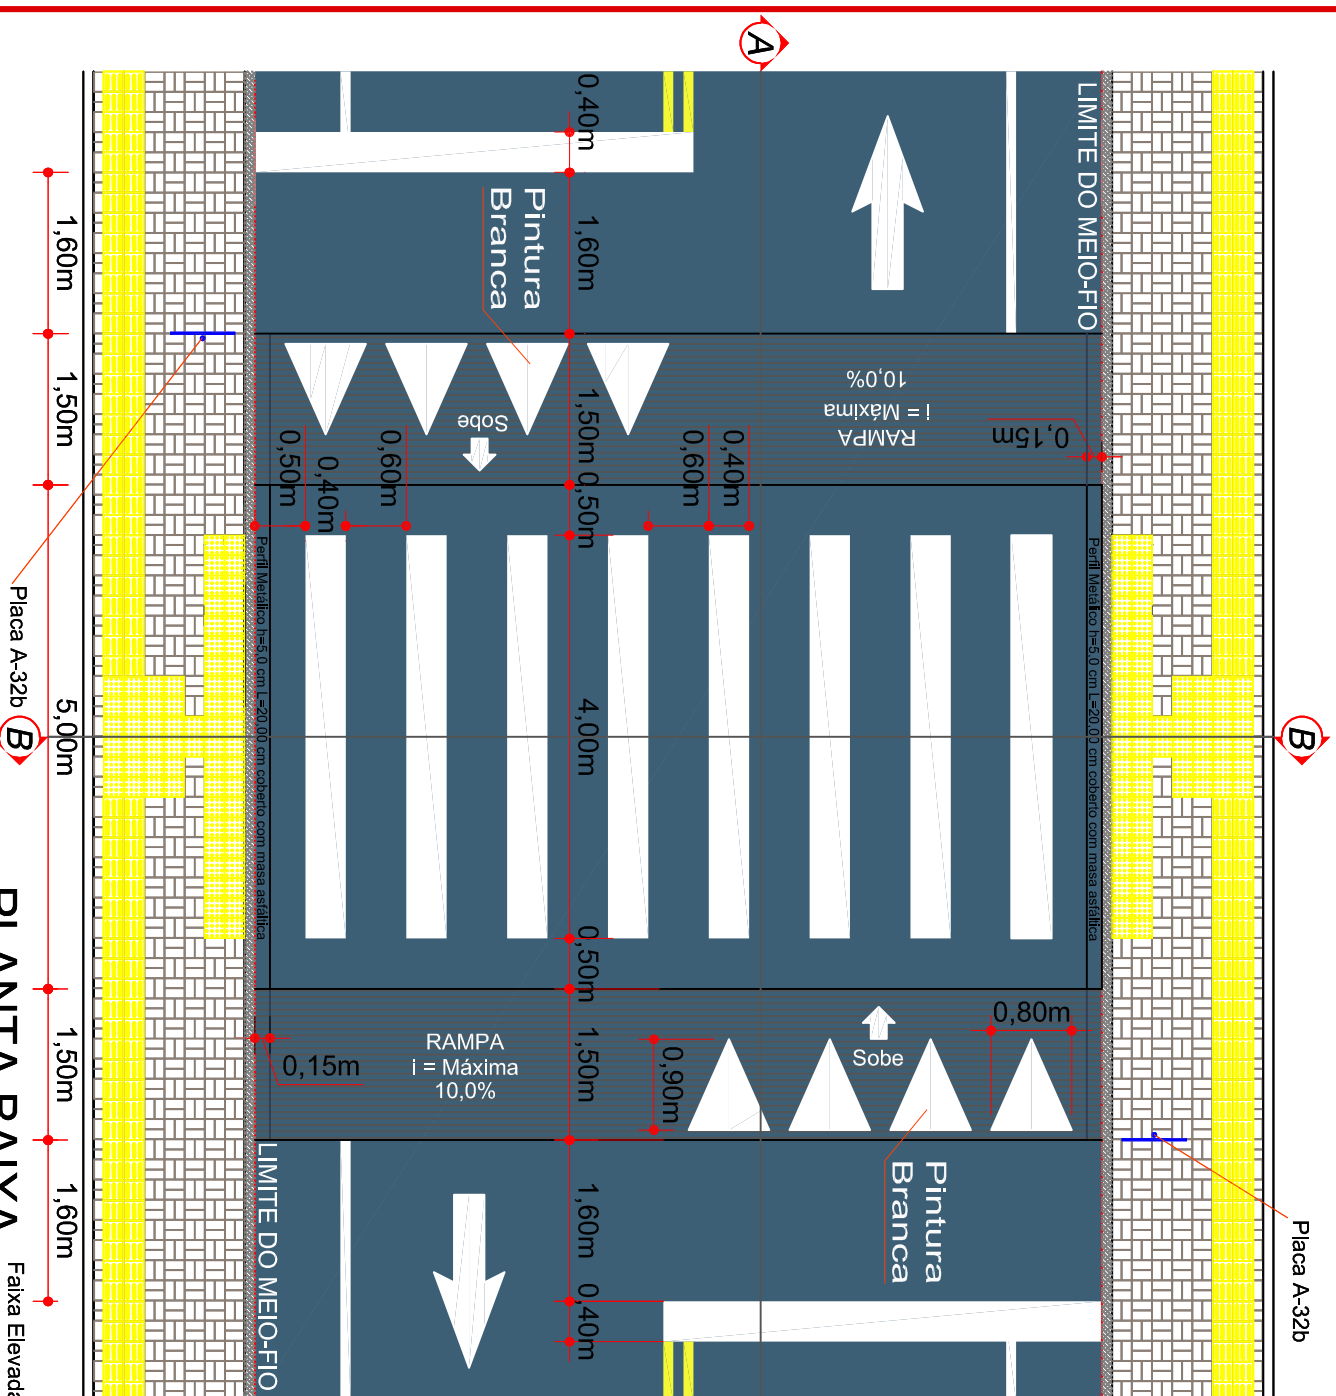 A
LIMITE DO MEIO-FIO
0,40m
Pintura
Branca
1,60m
1,60m
1,50m
RAMPA
i = Máxima
10,0%
Sobe
0,15m
1,50m
0,50m
0,40m
0,60m
0,60m
0,40m
0,50m
Perfil Metálico h=5,0 cm L=20,00 cm coberto com masa asfáltica
Perfil Metálico h=5,0 cm L=20,00 cm coberto com masa asfáltica
Placa A-32b
B
B
5,00m
4,00m
0,50m
RAMPA
i = Máxima
10,0%
0,15m
1,50m
1,50m
0,90m
Sobe
0,80m
Pintura
Branca
Placa A-32b
LIMITE DO MEIO-FIO
1,60m
1,60m
0,40m
PLANTA BAIXA
Faixa Elevada